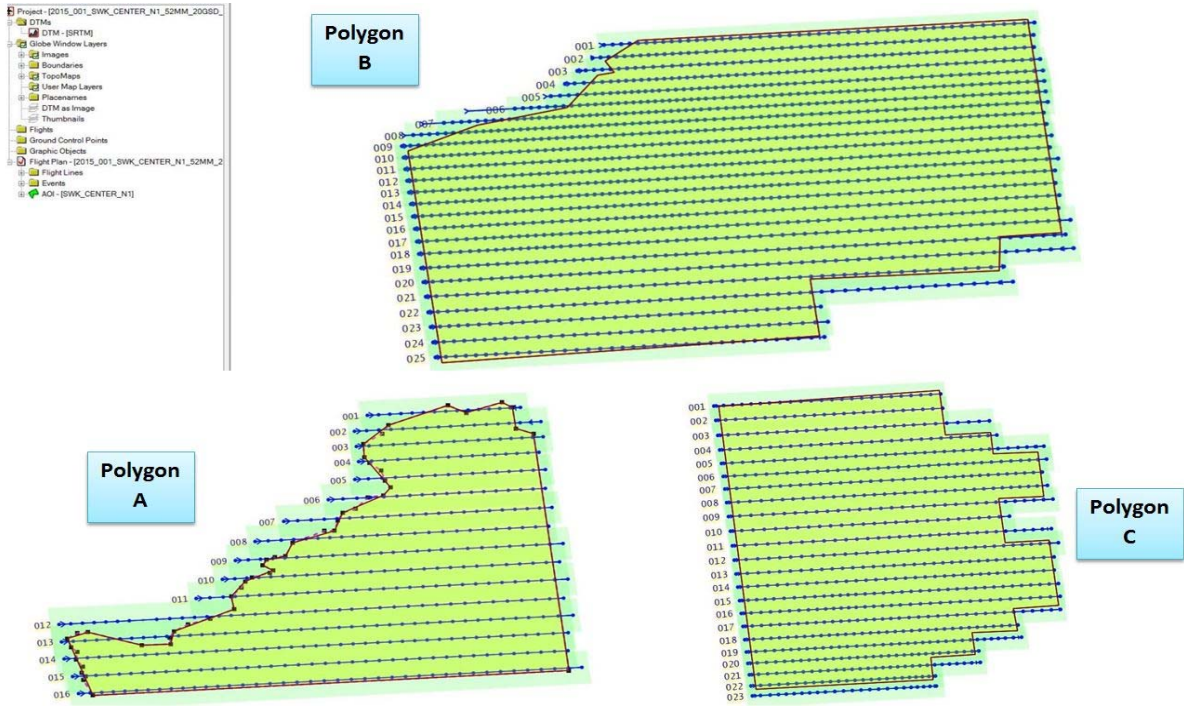 Project - [2015_001_SWK_CENTER_N1_52MM_20GSD_
DTMs
DTM - [SRTM]
Globe Window Layers
Images
Boundaries
TopoMaps
User Map Layers
Placenames
DTM as Image
Thumbnails
Flights
Ground Control Points
Graphic Objects
Flight Plan - [2015_001_SWK_CENTER_N1_52MM_2
Flight Lines
Events
AOI - [SWK_CENTER_N1]
Polygon
B
001
002
003
004
005
006
007
008
009
010
011
012
013
014
015
016
017
018
019
020
021
022
023
024
025
Polygon
A
001
002
003
004
005
006
007
008
009
010
011
012
013
014
015
016
001
002
003
004
005
006
007
008
009
010
011
012
013
014
015
016
017
018
019
020
021
022
023
Polygon
C